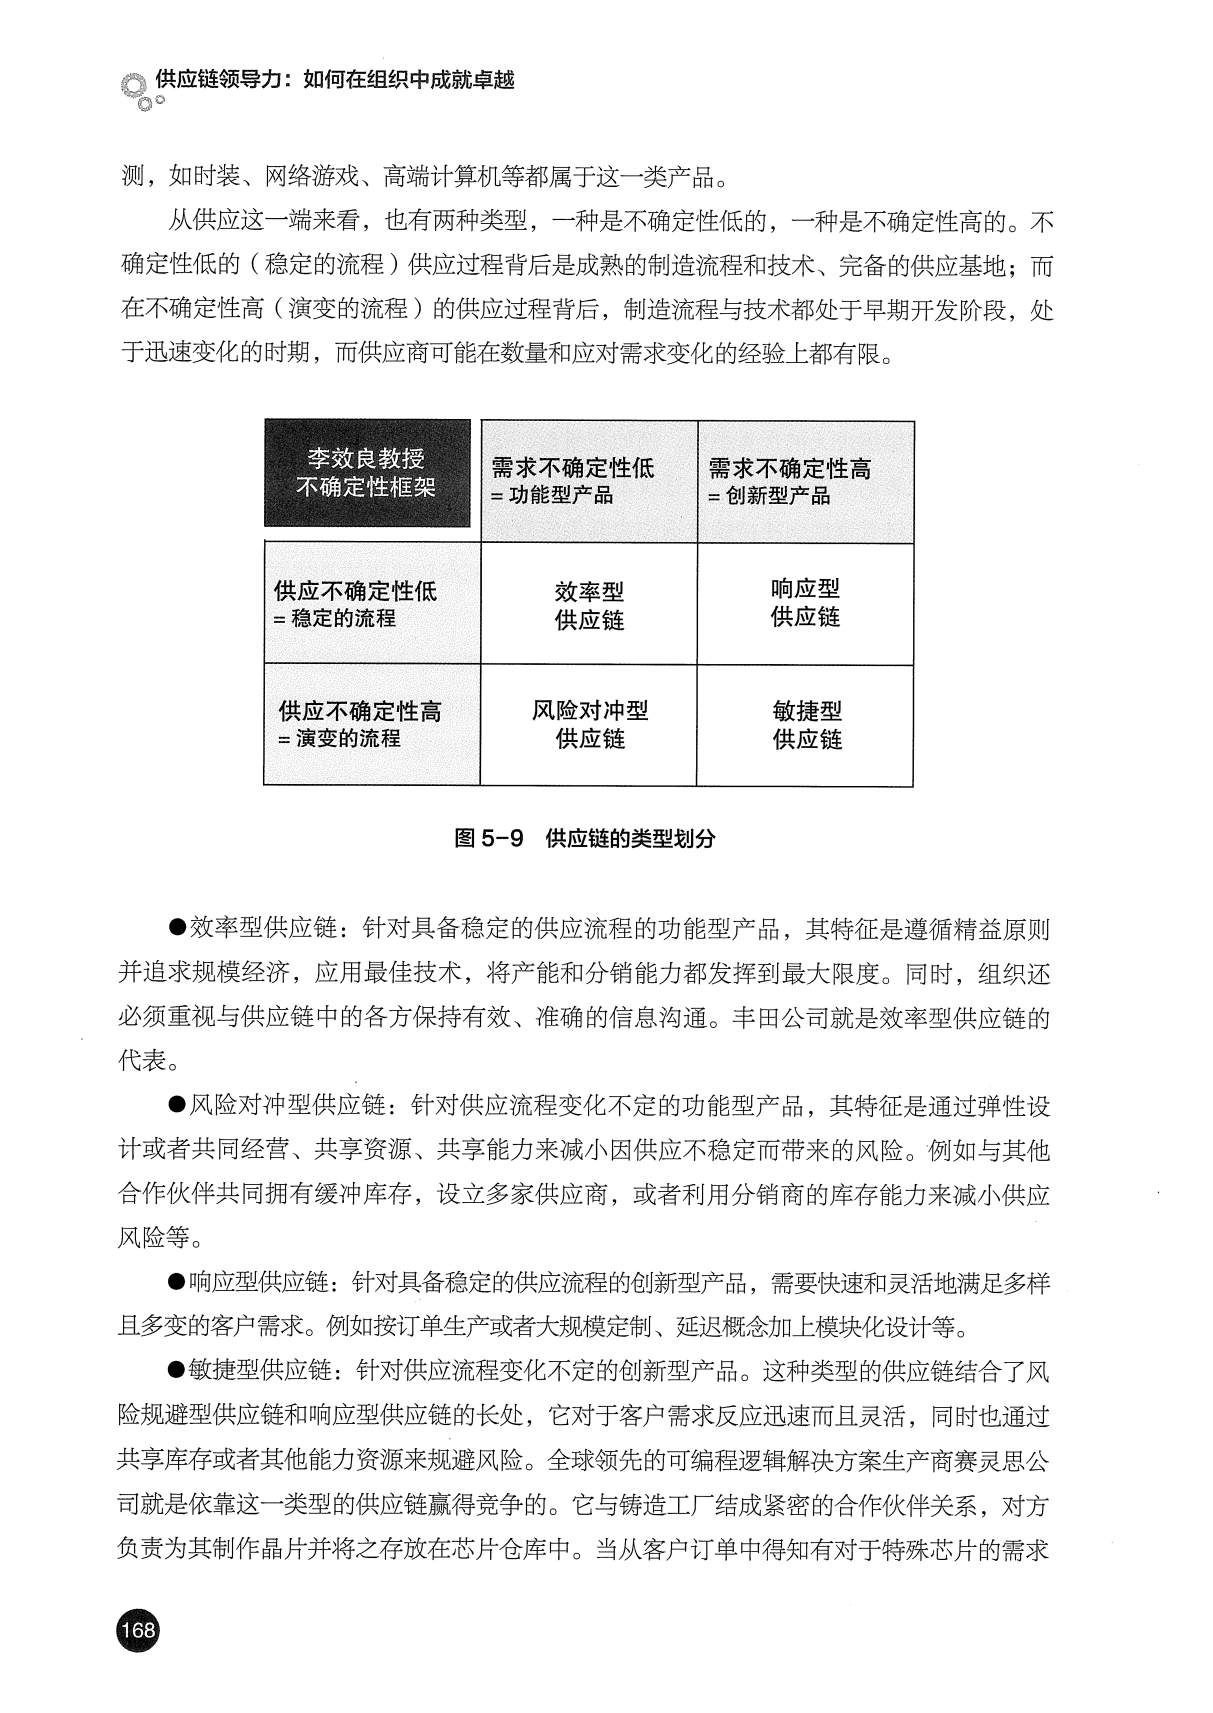 供应链领导力：如何在组织中成就卓越
测，如时装、网络游戏、高端计算机等都属于这一类产品。
从供应这一端来看，也有两种类型，一种是不确定性低的，一种是不确定性高的。不
确定性低的（稳定的流程）供应过程背后是成熟的制造流程和技术、完备的供应基地；而
在不确定性高（演变的流程）的供应过程背后，制造流程与技术都处于早期开发阶段，处
于迅速变化的时期，而供应商可能在数量和应对需求变化的经验上都有限。
李效良教授
不确定性框架
需求不确定性低
=功能型产品
需求不确定性高
=创新型产品
供应不确定性低
=稳定的流程
效率型
供应链
响应型
供应链
供应不确定性高
=演变的流程
风险对冲型
供应链
敏捷型
供应链
图 5-9 供应链的类型划分
●效率型供应链：针对具备稳定的供应流程的功能型产品，其特征是遵循精益原则
并追求规模经济，应用最佳技术，将产能和分销能力都发挥到最大限度。同时，组织还
必须重视与供应链中的各方保持有效、准确的信息沟通。丰田公司就是效率型供应链的
代表。
●风险对冲型供应链：针对供应流程变化不定的功能型产品，其特征是通过弹性设
计或者共同经营、共享资源、共享能力来减小因供应不稳定而带来的风险。例如与其他
合作伙伴共同拥有缓冲库存，设立多家供应商，或者利用分销商的库存能力来减小供应
风险等。
●响应型供应链：针对具备稳定的供应流程的创新型产品，需要快速和灵活地满足多样
且多变的客户需求。例如按订单生产或者大规模定制、延迟概念加上模块化设计等。
●敏捷型供应链：针对供应流程变化不定的创新型产品。这种类型的供应链结合了风
险规避型供应链和响应型供应链的长处，它对于客户需求反应迅速而且灵活，同时也通过
共享库存或者其他能力资源来规避风险。全球领先的可编程逻辑解决方案生产商赛灵思公
司就是依靠这一类型的供应链赢得竞争的。它与铸造工厂结成紧密的合作伙伴关系，对方
负责为其制作晶片并将之存放在芯片仓库中。当从客户订单中得知有对于特殊芯片的需求
168